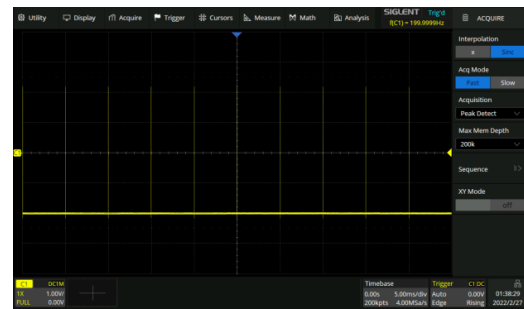 Utility Display Acquire Trigger Cursors Measure Math Analysis SIGLENT Trig'd
f(C1) = 199.9999Hz
ACQUIRE
Interpolation
x Sinc
Acq Mode
Fast Slow
Acquisition
Peak Detect
Max Mem Depth
200k
Sequence
XY Mode
off
C1
C1 DC1M
1X 1.00V/
FULL 0.00V
Timebase
0.00s 5.00ms/div
200kpts 4.00MSa/s
Trigger C1 DC
Auto 0.00V
Edge Rising
01:38:29
2022/2/27